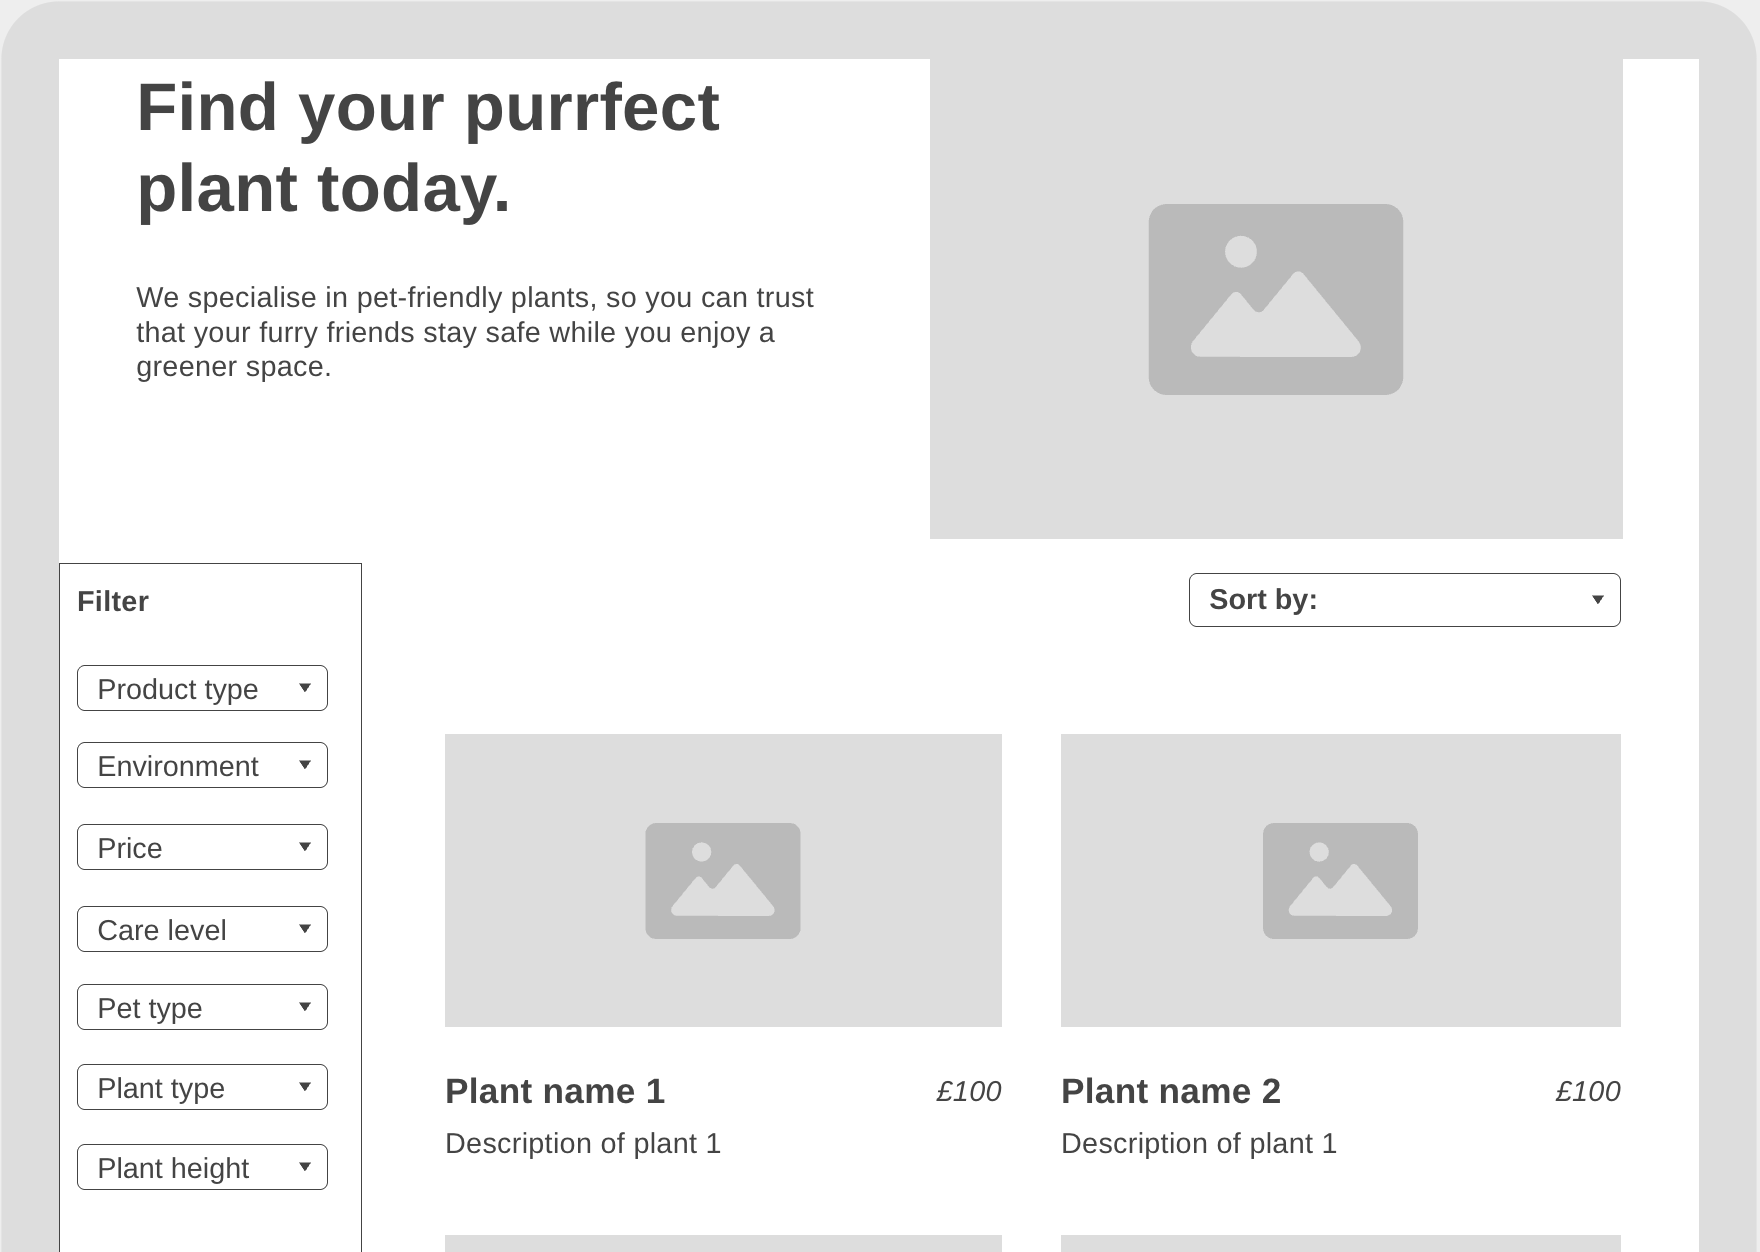 Find your purrfect
plant today.
We specialise in pet-friendly plants, so you can trust
that your furry friends stay safe while you enjoy a
greener space.
Filter
Sort by:
Product type
Environment
Price
Care level
Pet type
Plant type
Plant height
Plant name 1 £100
Description of plant 1
Plant name 2 £100
Description of plant 1